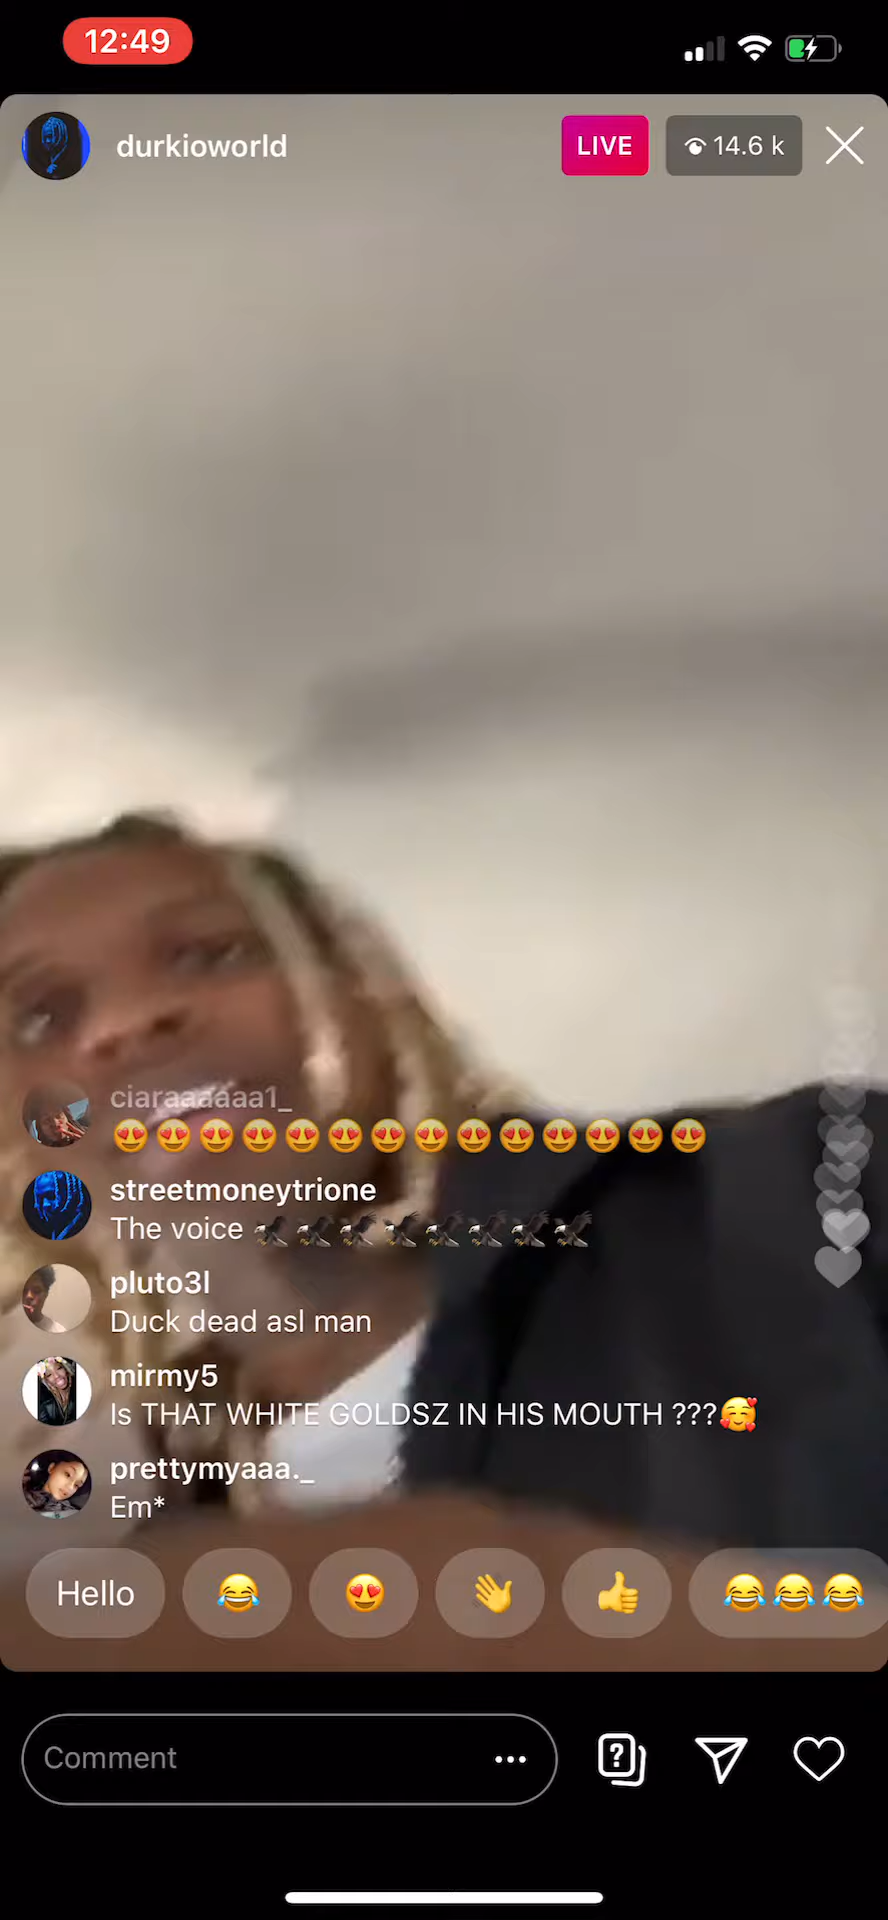 12:49
durkioworld
LIVE
14.6 k
ciaraaaaaa1_
😍😍😍😍😍😍😍😍😍😍😍😍😍😍
streetmoneytrione
The voice 🦅🦅🦅🦅🦅🦅🦅🦅
pluto3l
Duck dead asl man
mirmy5
Is THAT WHITE GOLDSZ IN HIS MOUTH ???🥰
prettymyaaa._
Em*
Hello 😂 😍 👋 👍 😂😂😂
Comment